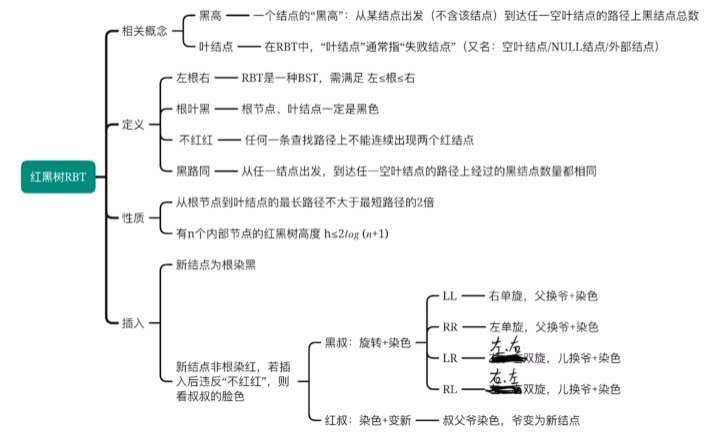 红黑树RBT
相关概念
黑高
一个结点的“黑高”：从某结点出发（不含该结点）到达任一空叶结点的路径上黑结点总数
叶结点
在RBT中，“叶结点”通常指“失败结点”（又名：空叶结点/NULL结点/外部结点）
定义
左根右
RBT是一种BST，需满足 左≤根≤右
根叶黑
根节点、叶结点一定是黑色
不红红
任何一条查找路径上不能连续出现两个红结点
黑路同
从任一结点出发，到达任一空叶结点的路径上经过的黑结点数量都相同
性质
从根节点到叶结点的最长路径不大于最短路径的2倍
有n个内部节点的红黑树高度 h≤2log (n+1)
插入
新结点为根染黑
新结点非根染红，若插
入后违反“不红红”，则
看叔叔的脸色
黑叔：旋转+染色
LL
右单旋，父换爷+染色
RR
左单旋，父换爷+染色
LR
左、右
双旋，儿换爷+染色
RL
右、左
双旋，儿换爷+染色
红叔：染色+变新
叔父爷染色，爷变为新结点